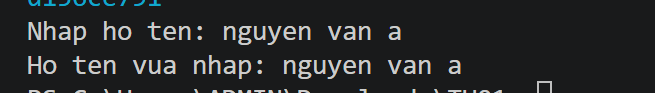 Nhap ho ten: nguyen van a
Ho ten vua nhap: nguyen van a